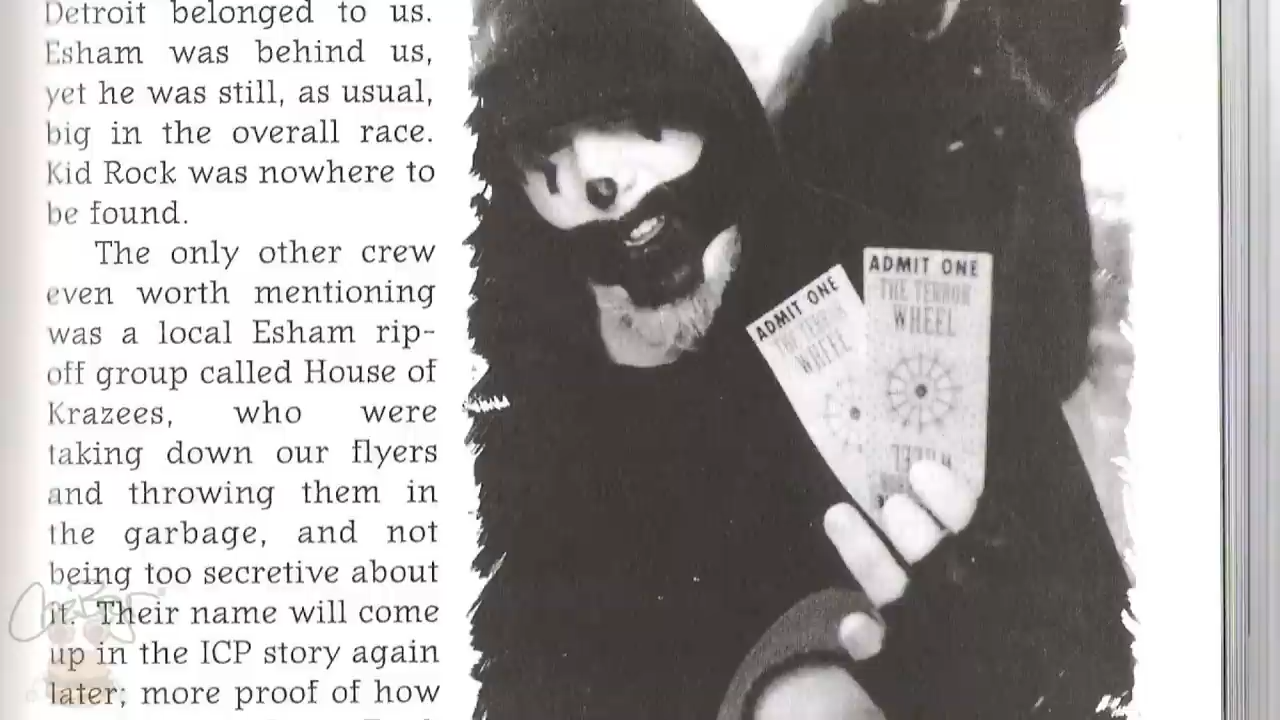 Detroit belonged to us.
Esham was behind us,
yet he was still, as usual,
big in the overall race.
Kid Rock was nowhere to
be found.
The only other crew
even worth mentioning
was a local Esham rip-
off group called House of
Krazees, who were
taking down our flyers
and throwing them in
the garbage, and not
being too secretive about
it. Their name will come
up in the ICP story again
later; more proof of how
ADMIT ONE
THE TERROR
WHEEL
ADMIT ONE
THE TERROR
WHEEL
WHEEL